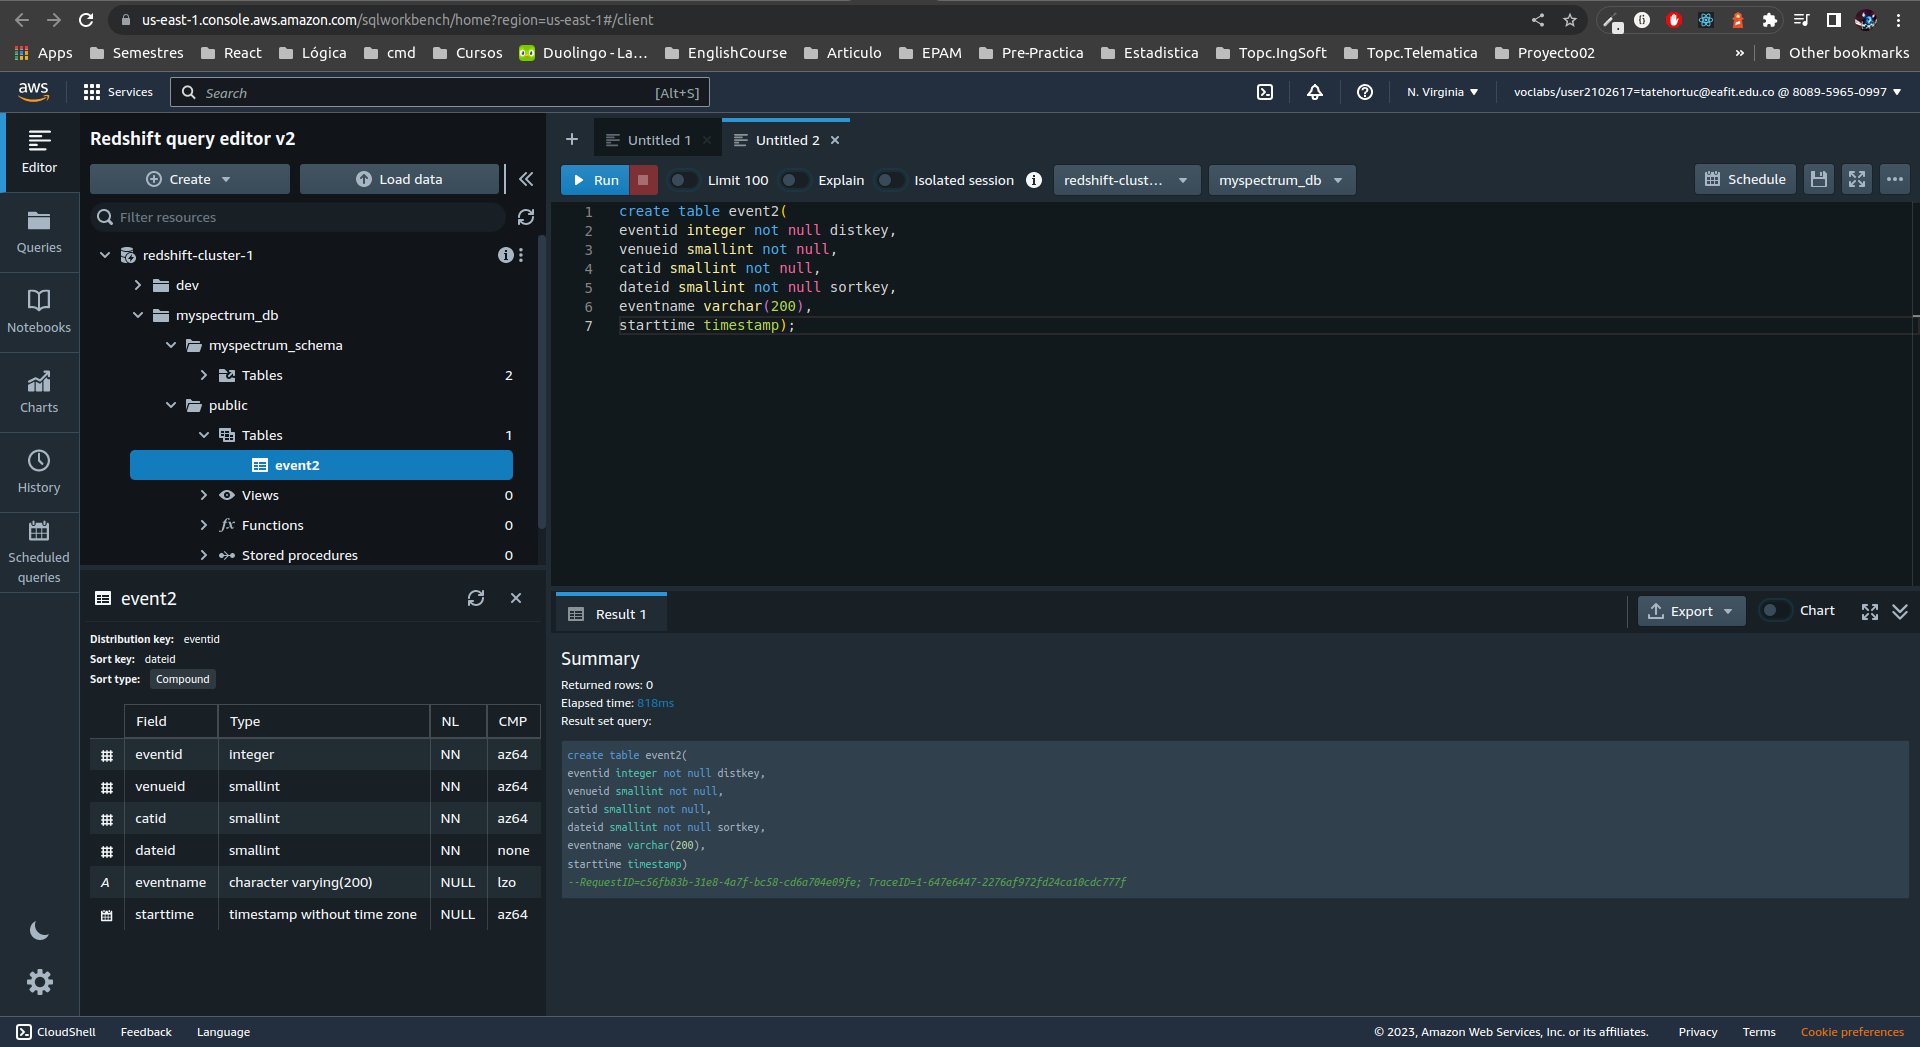 us-east-1.console.aws.amazon.com/sqlworkbench/home?region=us-east-1#/client
Apps Semestres React Lógica cmd Cursos Duolingo - La... EnglishCourse Articulo EPAM Pre-Practica Estadistica Topc.IngSoft Topc.Telematica Proyecto02 » Other bookmarks
aws Services Search [Alt+S] N. Virginia voclabs/user2102617=tatehortuc@eafit.edu.co @ 8089-5965-0997
Editor
Queries
Notebooks
Charts
History
Scheduled
queries
Redshift query editor v2
Create Load data
Filter resources
redshift-cluster-1
dev
myspectrum_db
myspectrum_schema
Tables 2
public
Tables 1
event2
Views 0
fx Functions 0
Stored procedures 0
event2
Distribution key: eventid
Sort key: dateid
Sort type: Compound
Field Type NL CMP
eventid integer NN az64
venueid smallint NN az64
catid smallint NN az64
dateid smallint NN none
A eventname character varying(200) NULL lzo
starttime timestamp without time zone NULL az64
+ Untitled 1 Untitled 2
Run Limit 100 Explain Isolated session redshift-clust... myspectrum_db Schedule
1 create table event2(
2 eventid integer not null distkey,
3 venueid smallint not null,
4 catid smallint not null,
5 dateid smallint not null sortkey,
6 eventname varchar(200),
7 starttime timestamp);
Result 1 Export Chart
Summary
Returned rows: 0
Elapsed time: 818ms
Result set query:
create table event2(
eventid integer not null distkey,
venueid smallint not null,
catid smallint not null,
dateid smallint not null sortkey,
eventname varchar(200),
starttime timestamp)
--RequestID=c56fb83b-31e8-4a7f-bc58-cd6a704e09fe; TraceID=1-647e6447-2276af972fd24ca10cdc777f
CloudShell Feedback Language © 2023, Amazon Web Services, Inc. or its affiliates. Privacy Terms Cookie preferences